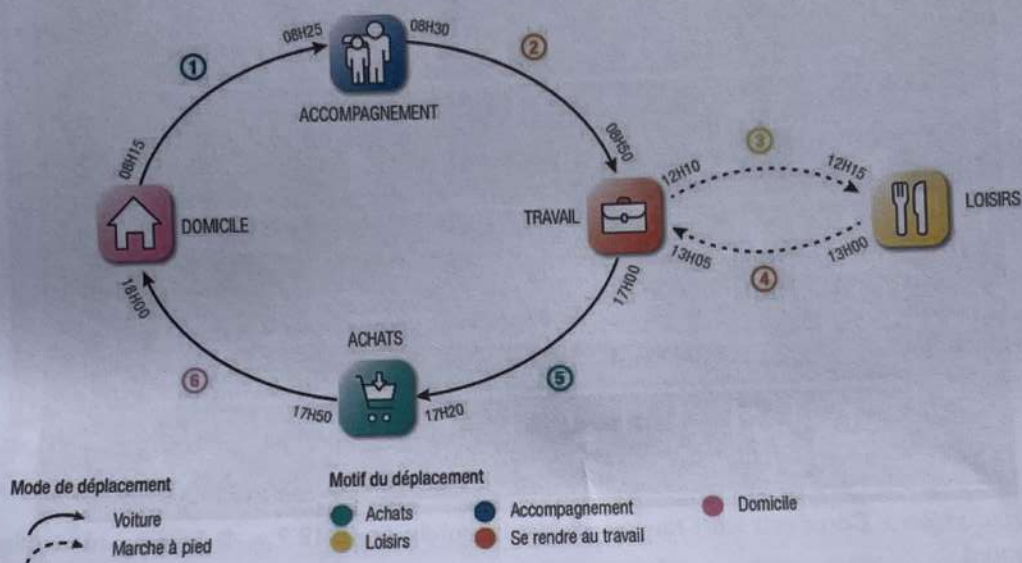 08H25
08H30
①
②
ACCOMPAGNEMENT
08H15
08H50
③
12H10
12H15
DOMICILE
TRAVAIL
LOISIRS
13H05
13H00
④
18H00
17H00
ACHATS
⑥
⑤
17H50
17H20
Mode de déplacement
Voiture
Marche à pied
Motif du déplacement
Achats
Accompagnement
Domicile
Loisirs
Se rendre au travail